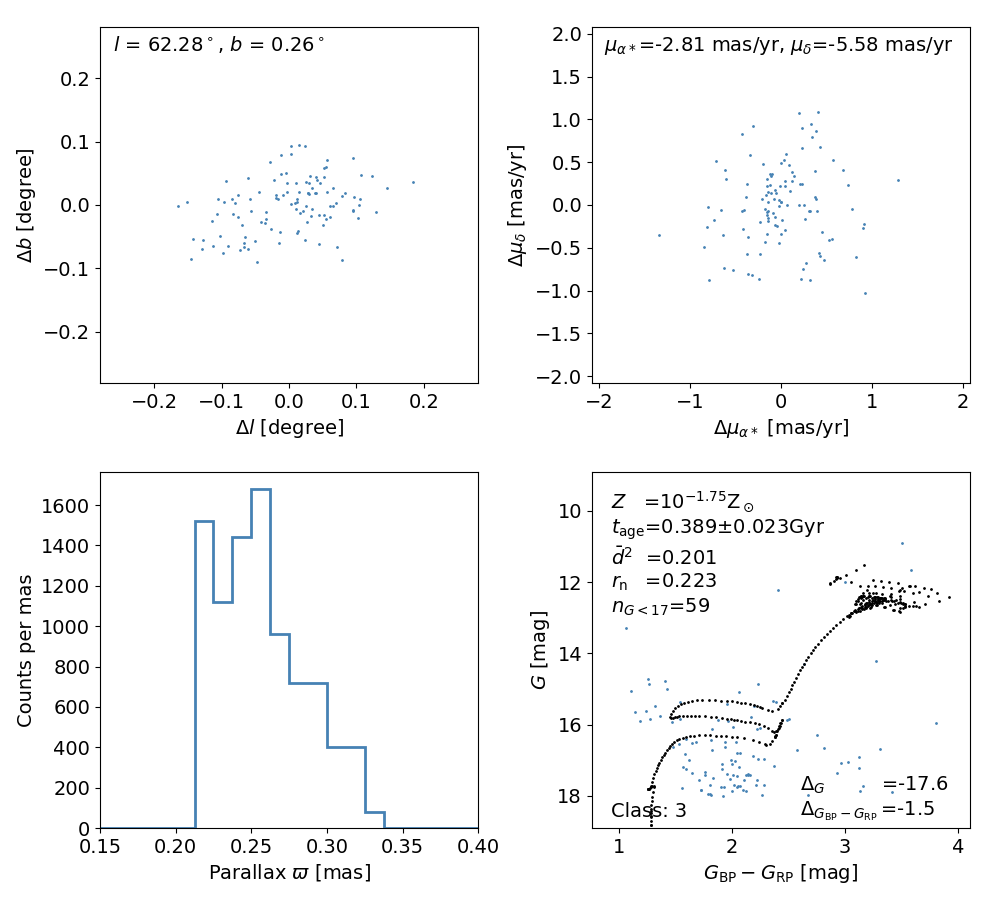 l = 62.28°, b = 0.26°
0.2
0.1
0.0
−0.1
−0.2
Δb [degree]
−0.2 −0.1 0.0 0.1 0.2
Δl [degree]
μα*=-2.81 mas/yr, μδ=-5.58 mas/yr
2.0
1.5
1.0
0.5
0.0
−0.5
−1.0
−1.5
−2.0
Δμδ [mas/yr]
−2 −1 0 1 2
Δμα* [mas/yr]
1600
1400
1200
1000
800
600
400
200
0
Counts per mas
0.15 0.20 0.25 0.30 0.35 0.40
Parallax ϖ [mas]
Z =10^−1.75 Z⊙
tage=0.389±0.023Gyr
d̄² =0.201
rn =0.223
nG<17=59
10
12
14
16
18
G [mag]
ΔG =-17.6
Class: 3 ΔGBP−GRP =-1.5
1 2 3 4
GBP − GRP [mag]